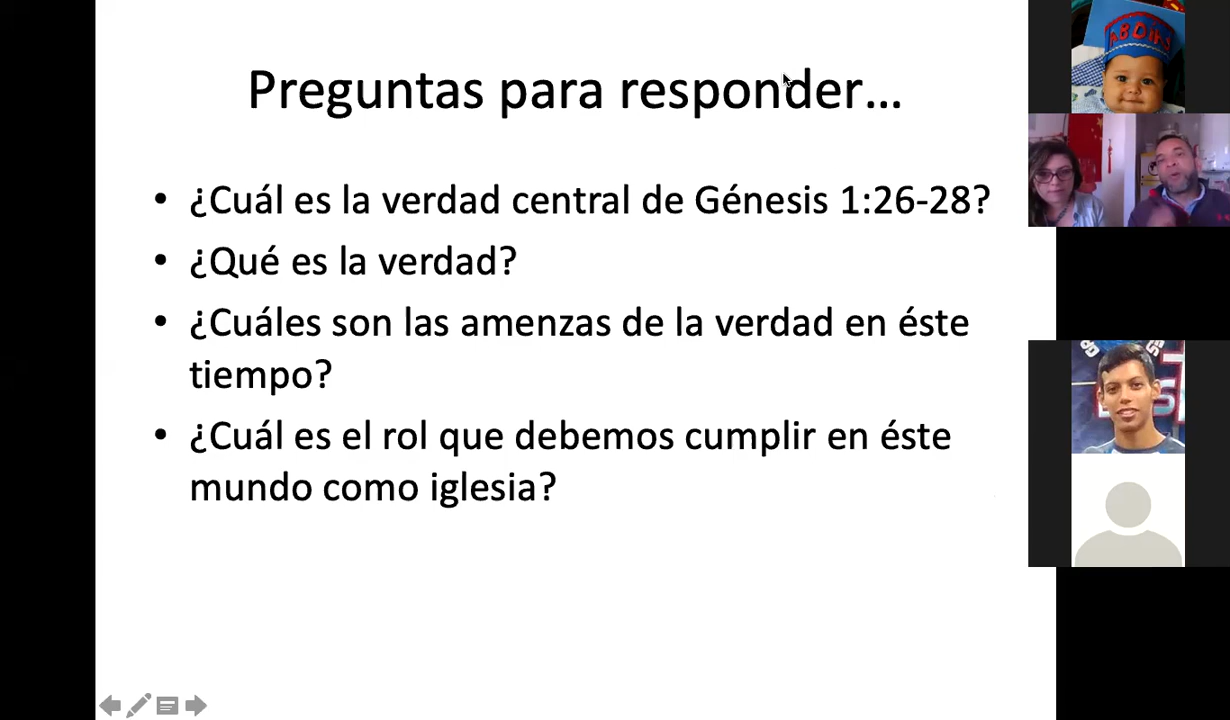 Preguntas para responder...
• ¿Cuál es la verdad central de Génesis 1:26-28?
• ¿Qué es la verdad?
• ¿Cuáles son las amenzas de la verdad en éste
tiempo?
• ¿Cuál es el rol que debemos cumplir en éste
mundo como iglesia?